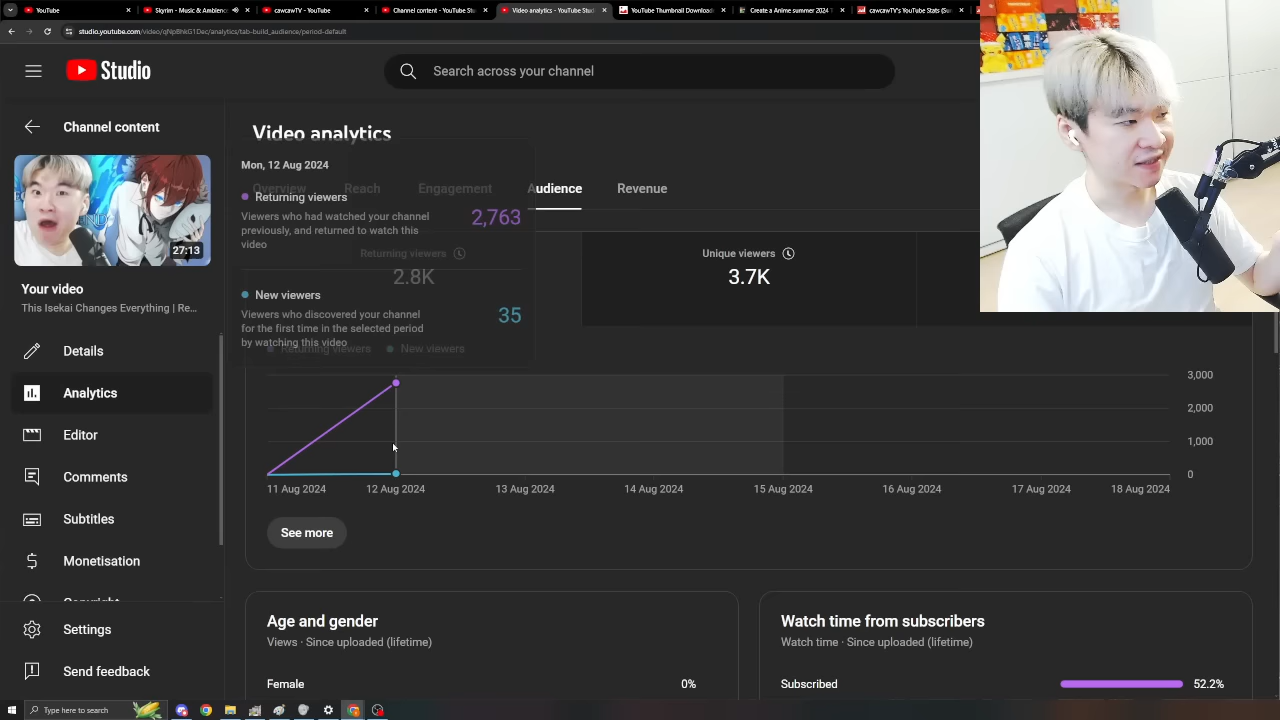 YouTube
Skyrim - Music & Ambience
cawcawTV - YouTube
Channel content - YouTube Stu
Video analytics - YouTube Stud
YouTube Thumbnail Download
Create a Anime summer 2024 T
cawcawTV's YouTube Stats (Su
studio.youtube.com/video/qNpBhkG1Dec/analytics/tab-build_audience/period-default
Studio
Search across your channel
Channel content
27:13
Your video
This Isekai Changes Everything | Re...
Details
Analytics
Editor
Comments
Subtitles
Monetisation
Copyright
Settings
Send feedback
Video analytics
Overview
Reach
Engagement
Audience
Revenue
Mon, 12 Aug 2024
Returning viewers
Viewers who had watched your channel
previously, and returned to watch this
video
2,763
New viewers
Viewers who discovered your channel
for the first time in the selected period
by watching this video
35
Returning viewers
2.8K
Unique viewers
3.7K
Returning viewers
New viewers
3,000
2,000
1,000
0
11 Aug 2024
12 Aug 2024
13 Aug 2024
14 Aug 2024
15 Aug 2024
16 Aug 2024
17 Aug 2024
18 Aug 2024
See more
Age and gender
Views · Since uploaded (lifetime)
Female
0%
Watch time from subscribers
Watch time · Since uploaded (lifetime)
Subscribed
52.2%
Type here to search